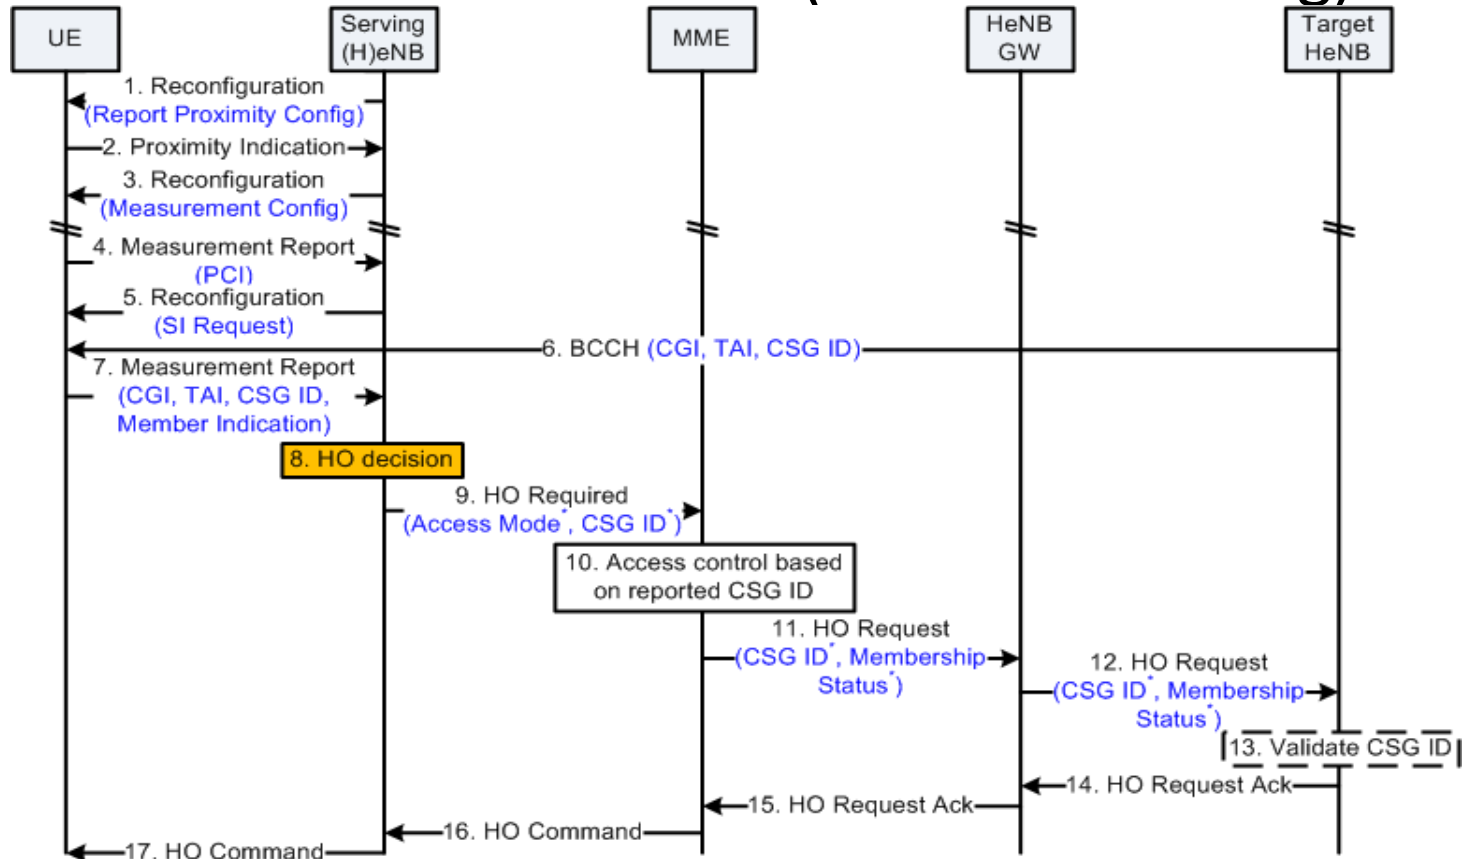 UE
Serving
(H)eNB
MME
HeNB
GW
Target
HeNB
1. Reconfiguration
(Report Proximity Config)
2. Proximity Indication
3. Reconfiguration
(Measurement Config)
4. Measurement Report
(PCI)
5. Reconfiguration
(SI Request)
6. BCCH (CGI, TAI, CSG ID)
7. Measurement Report
(CGI, TAI, CSG ID,
Member Indication)
8. HO decision
9. HO Required
(Access Mode*, CSG ID*)
10. Access control based
on reported CSG ID
11. HO Request
(CSG ID*, Membership
Status*)
12. HO Request
(CSG ID*, Membership
Status*)
13. Validate CSG ID
14. HO Request Ack
15. HO Request Ack
16. HO Command
17. HO Command